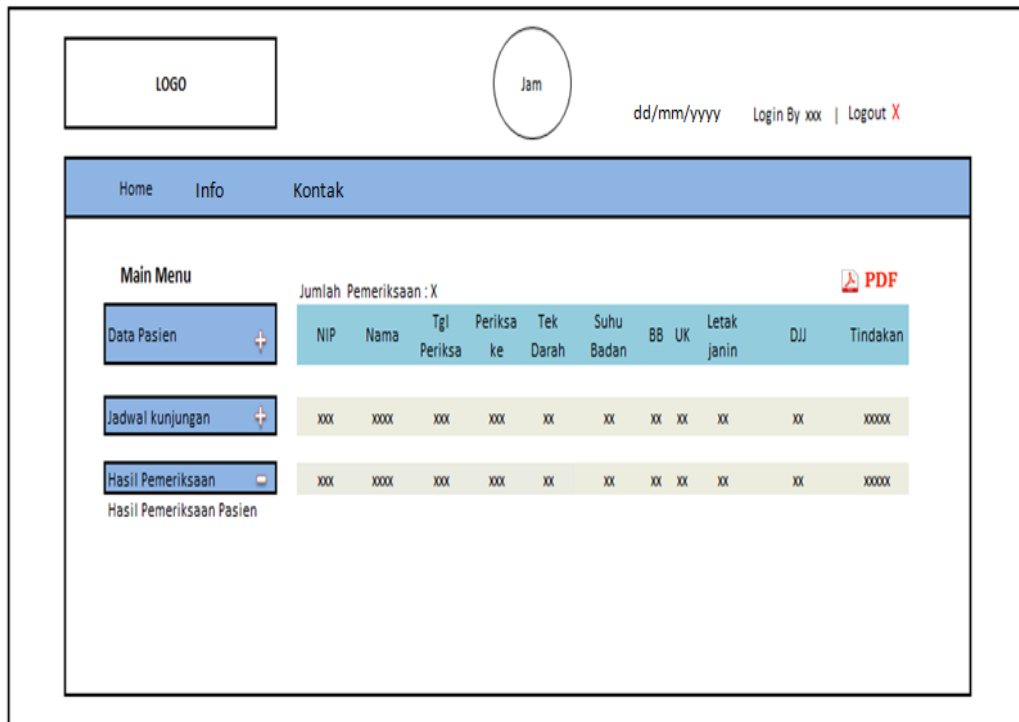 LOGO
Jam
dd/mm/yyyy Login By xxx | Logout X
Home Info Kontak
Main Menu
Data Pasien
Jadwal kunjungan
Hasil Pemeriksaan
Hasil Pemeriksaan Pasien
PDF
Jumlah Pemeriksaan : X
NIP Nama Tgl Periksa Periksa ke Tek Darah Suhu Badan BB UK Letak janin DJJ Tindakan
xxx xxxx xxx xxx xx xx xx xx xx xx xxxxx
xxx xxxx xxx xxx xx xx xx xx xx xx xxxxx